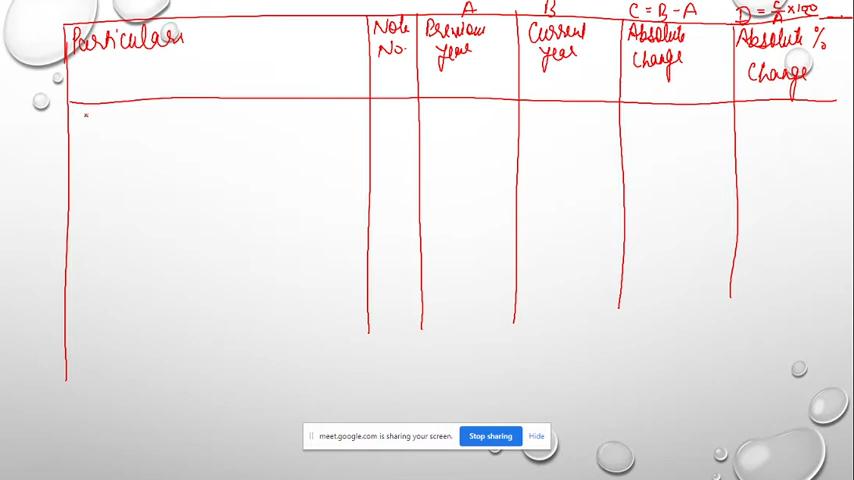 A B C = B - A D = C/A x100
Particulars Note No. Previous year Current year Absolute Change Absolute % Change
meet.google.com is sharing your screen. Stop sharing Hide